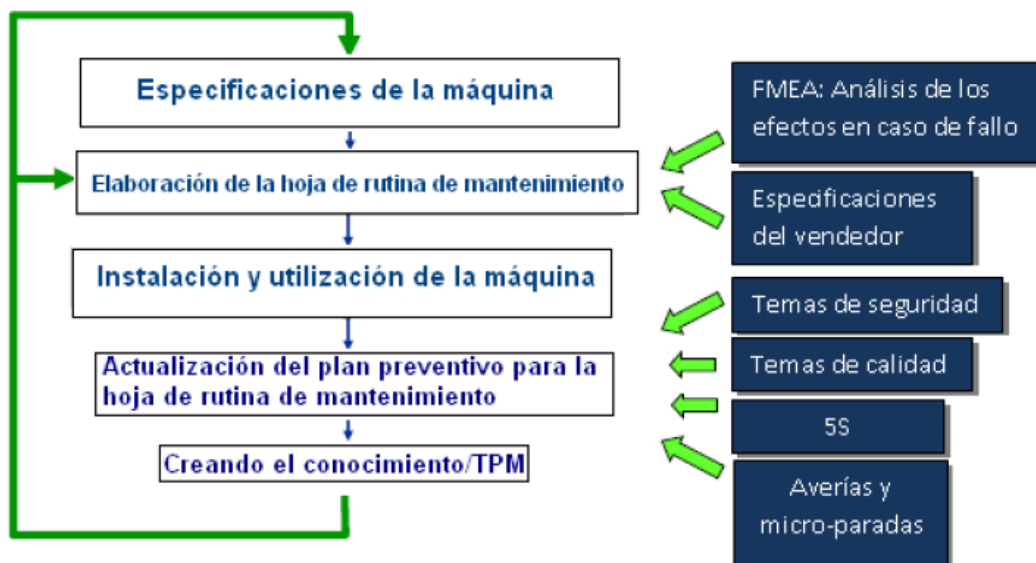 Especificaciones de la máquina
Elaboración de la hoja de rutina de mantenimiento
Instalación y utilización de la máquina
Actualización del plan preventivo para la
hoja de rutina de mantenimiento
Creando el conocimiento/TPM
FMEA: Análisis de los
efectos en caso de fallo
Especificaciones
del vendedor
Temas de seguridad
Temas de calidad
5S
Averías y
micro-paradas